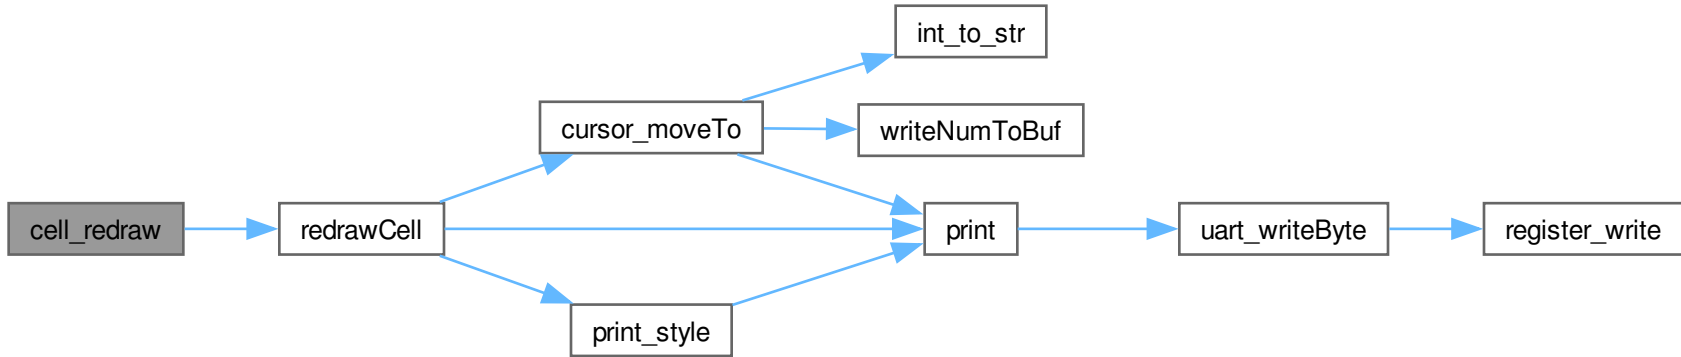 cell_redraw
redrawCell
cursor_moveTo
int_to_str
writeNumToBuf
print
print_style
uart_writeByte
register_write